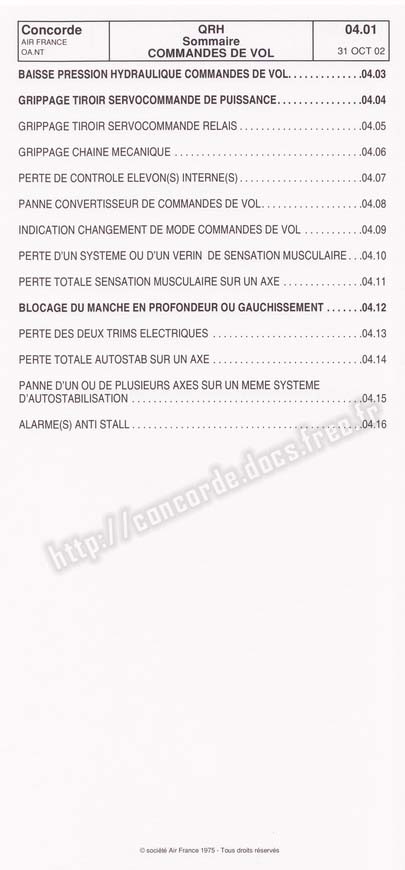 Concorde
AIR FRANCE
OA.NT
QRH
Sommaire
COMMANDES DE VOL
04.01
31 OCT 02
BAISSE PRESSION HYDRAULIQUE COMMANDES DE VOL. . . . . . . . . . . . .04.03
GRIPPAGE TIROIR SERVOCOMMANDE DE PUISSANCE. . . . . . . . . . . . . . .04.04
GRIPPAGE TIROIR SERVOCOMMANDE RELAIS . . . . . . . . . . . . . . . . . . . . .04.05
GRIPPAGE CHAINE MECANIQUE . . . . . . . . . . . . . . . . . . . . . . . . . . . . . . . .04.06
PERTE DE CONTROLE ELEVON(S) INTERNE(S) . . . . . . . . . . . . . . . . . . . . .04.07
PANNE CONVERTISSEUR DE COMMANDES DE VOL. . . . . . . . . . . . . . . . . .04.08
INDICATION CHANGEMENT DE MODE COMMANDES DE VOL . . . . . . . . . .04.09
PERTE D'UN SYSTEME OU D'UN VERIN DE SENSATION MUSCULAIRE . . .04.10
PERTE TOTALE SENSATION MUSCULAIRE SUR UN AXE . . . . . . . . . . . . . .04.11
BLOCAGE DU MANCHE EN PROFONDEUR OU GAUCHISSEMENT . . . . . . .04.12
PERTE DES DEUX TRIMS ELECTRIQUES . . . . . . . . . . . . . . . . . . . . . . . . . .04.13
PERTE TOTALE AUTOSTAB SUR UN AXE . . . . . . . . . . . . . . . . . . . . . . . . . .04.14
PANNE D'UN OU DE PLUSIEURS AXES SUR UN MEME SYSTEME
D'AUTOSTABILISATION . . . . . . . . . . . . . . . . . . . . . . . . . . . . . . . . . . . . . .04.15
ALARME(S) ANTI STALL . . . . . . . . . . . . . . . . . . . . . . . . . . . . . . . . . . . . . .04.16
http://concorde.docs.free.fr
© société Air France 1975 - Tous droits réservés